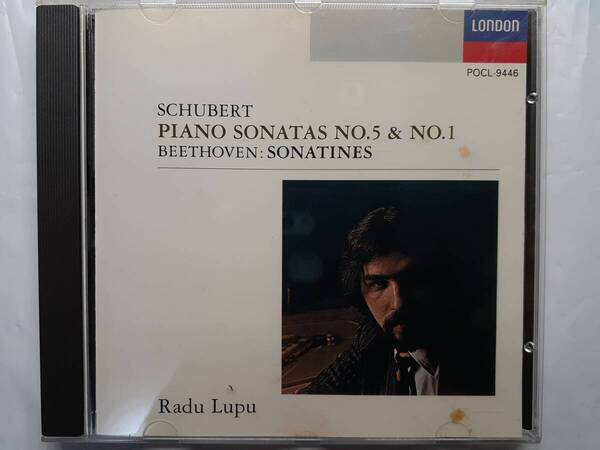 LONDON
POCL-9446
SCHUBERT
PIANO SONATAS NO.5 & NO.1
BEETHOVEN: SONATINES
Radu Lupu